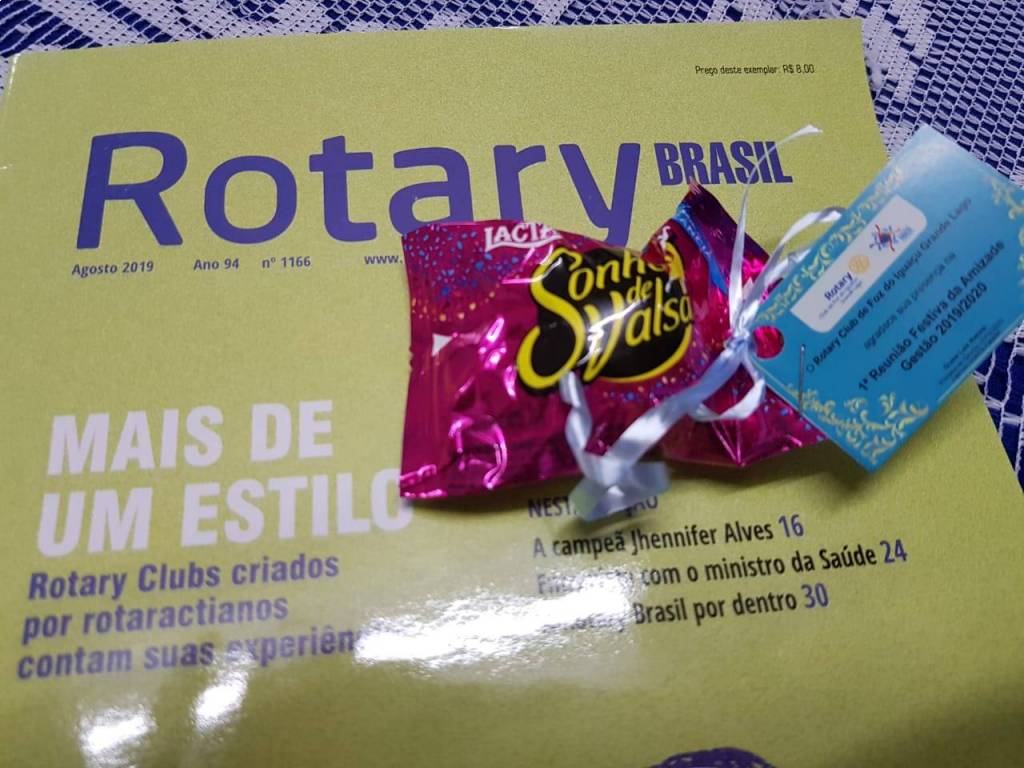 Preço deste exemplar: R$ 8,00
Rotary BRASIL
Agosto 2019 Ano 94 nº 1166 www.
LACTA
Sonho de Valsa
Rotary
O Rotary Club de Foz do Iguaçu Grande Lago
agradece sua presença na
1ª Reunião Festiva da Amizade
Gestão 2019/2020
MAIS DE
UM ESTILO
Rotary Clubs criados
por rotaractianos
contam suas
A campeã Jhennifer Alves 16
com o ministro da Saúde 24
Brasil por dentro 30